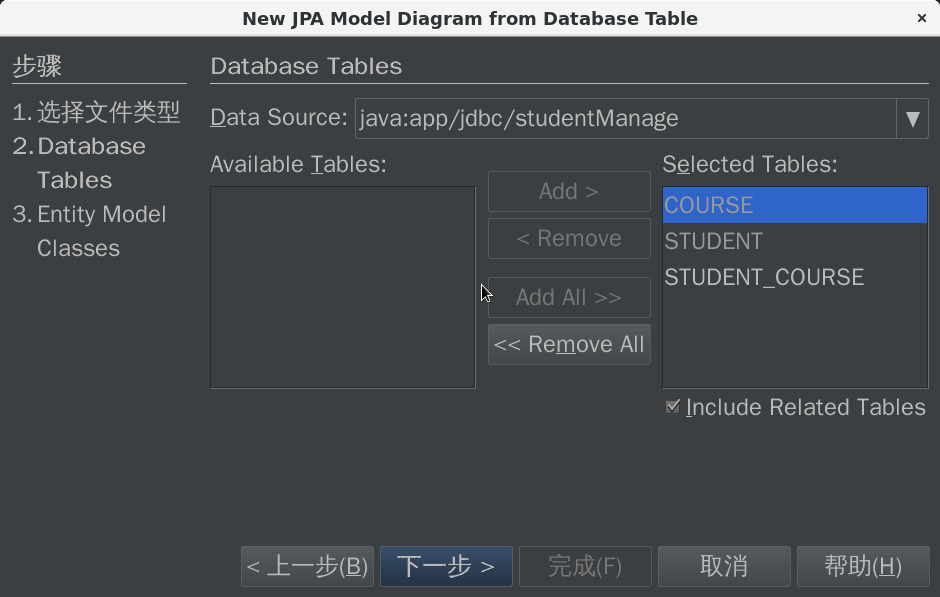 New JPA Model Diagram from Database Table
×
步骤
1. 选择文件类型
2. Database
Tables
3. Entity Model
Classes
Database Tables
Data Source: java:app/jdbc/studentManage
Available Tables:
Add >
< Remove
Add All >>
<< Remove All
Selected Tables:
COURSE
STUDENT
STUDENT_COURSE
Include Related Tables
< 上一步(B)
下一步 >
完成(F)
取消
帮助(H)